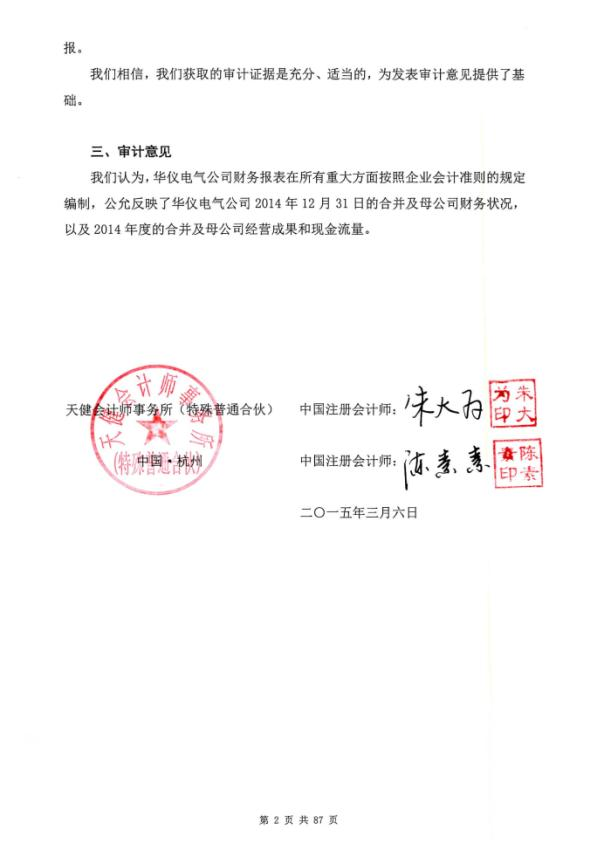 报。
我们相信，我们获取的审计证据是充分、适当的，为发表审计意见提供了基
础。
三、审计意见
我们认为，华仪电气公司财务报表在所有重大方面按照企业会计准则的规定
编制，公允反映了华仪电气公司 2014 年 12 月 31 日的合并及母公司财务状况，
以及 2014 年度的合并及母公司经营成果和现金流量。
天健会计师事务所
(特殊普通合伙)
天健会计师事务所（特殊普通合伙）
中国·杭州
中国注册会计师：朱大为
朱大为印
中国注册会计师：陈素素
陈素素印
二〇一五年三月六日
第 2 页 共 87 页